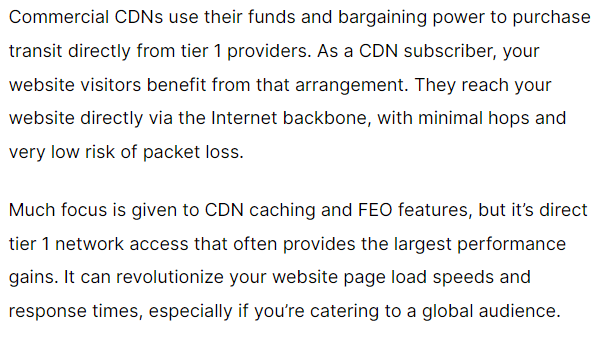 Commercial CDNs use their funds and bargaining power to purchase
transit directly from tier 1 providers. As a CDN subscriber, your
website visitors benefit from that arrangement. They reach your
website directly via the Internet backbone, with minimal hops and
very low risk of packet loss.
Much focus is given to CDN caching and FEO features, but it’s direct
tier 1 network access that often provides the largest performance
gains. It can revolutionize your website page load speeds and
response times, especially if you’re catering to a global audience.